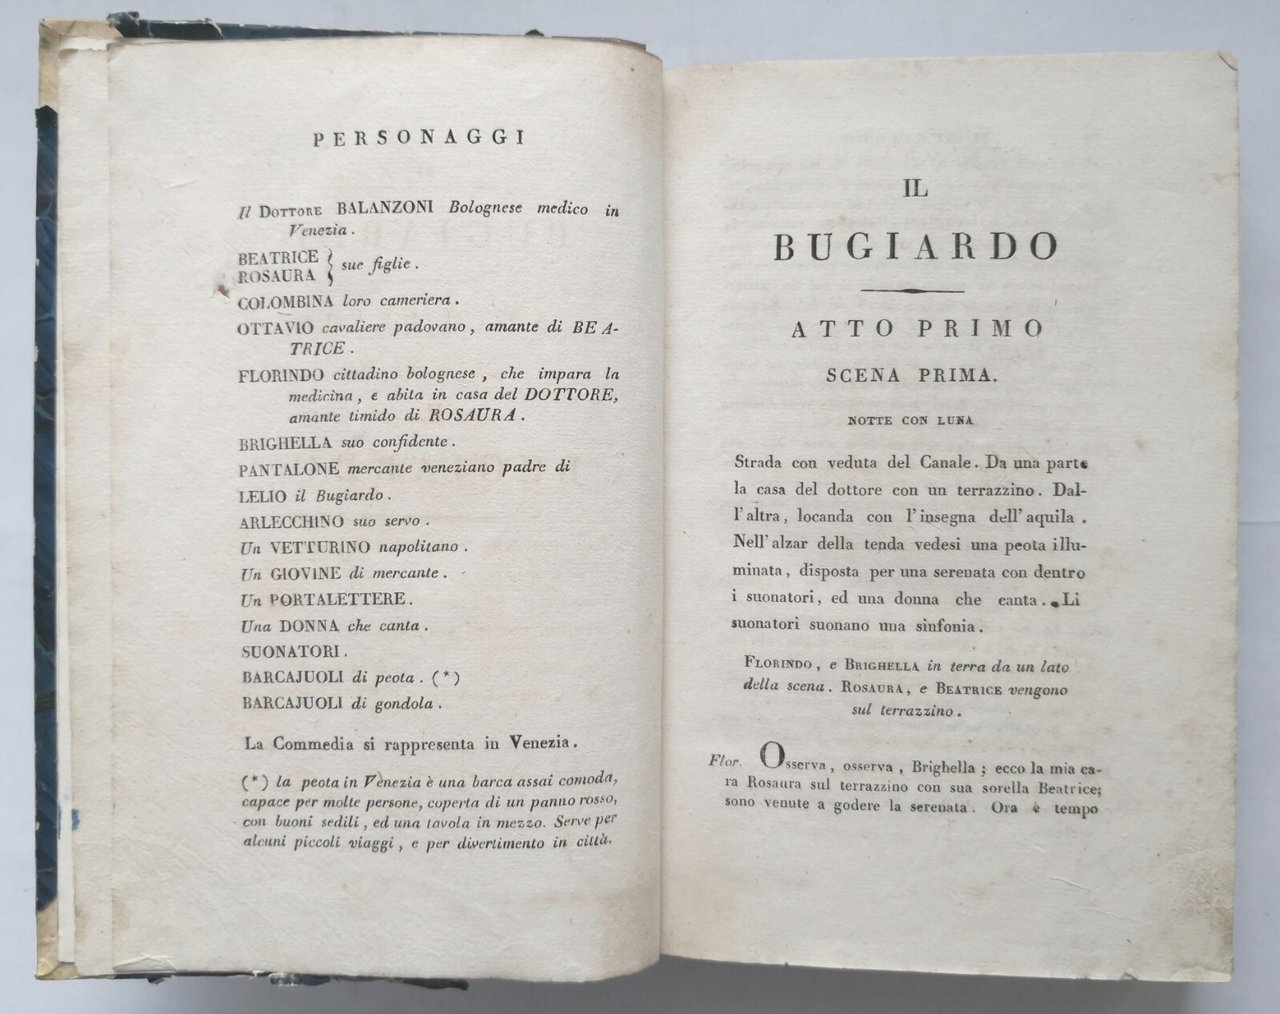 PERSONAGGI
Il Dottore BALANZONI Bolognese medico in
Venezia.
BEATRICE
ROSAURA } sue figlie.
COLOMBINA loro cameriera.
OTTAVIO cavaliere padovano, amante di BEA-
TRICE.
FLORINDO cittadino bolognese, che impara la
medicina, e abita in casa del DOTTORE,
amante timido di ROSAURA.
BRIGHELLA suo confidente.
PANTALONE mercante veneziano padre di
LELIO il Bugiardo.
ARLECCHINO suo servo.
Un VETTURINO napolitano.
Un GIOVINE di mercante.
Un PORTALETTERE.
Una DONNA che canta.
SUONATORI.
BARCAJUOLI di peota. (*)
BARCAJUOLI di gondola.
La Commedia si rappresenta in Venezia.
(*) la peota in Venezia è una barca assai comoda,
capace per molte persone, coperta di un panno rosso,
con buoni sedili, ed una tavola in mezzo. Serve per
alcuni piccoli viaggi, e per divertimento in città.
IL
BUGIARDO
ATTO PRIMO
SCENA PRIMA.
NOTTE CON LUNA
Strada con veduta del Canale. Da una parte
la casa del dottore con un terrazzino. Dal-
l'altra, locanda con l'insegna dell'aquila.
Nell'alzar della tenda vedesi una peota illu-
minata, disposta per una serenata con dentro
i suonatori, ed una donna che canta. Li
suonatori suonano una sinfonia.
Florindo, e Brighella in terra da un lato
della scena. Rosaura, e Beatrice vengono
sul terrazzino.
Flor. Osserva, osserva, Brighella; ecco la mia ca-
ra Rosaura sul terrazzino con sua sorella Beatrice;
sono venute a godere la serenata. Ora è tempo